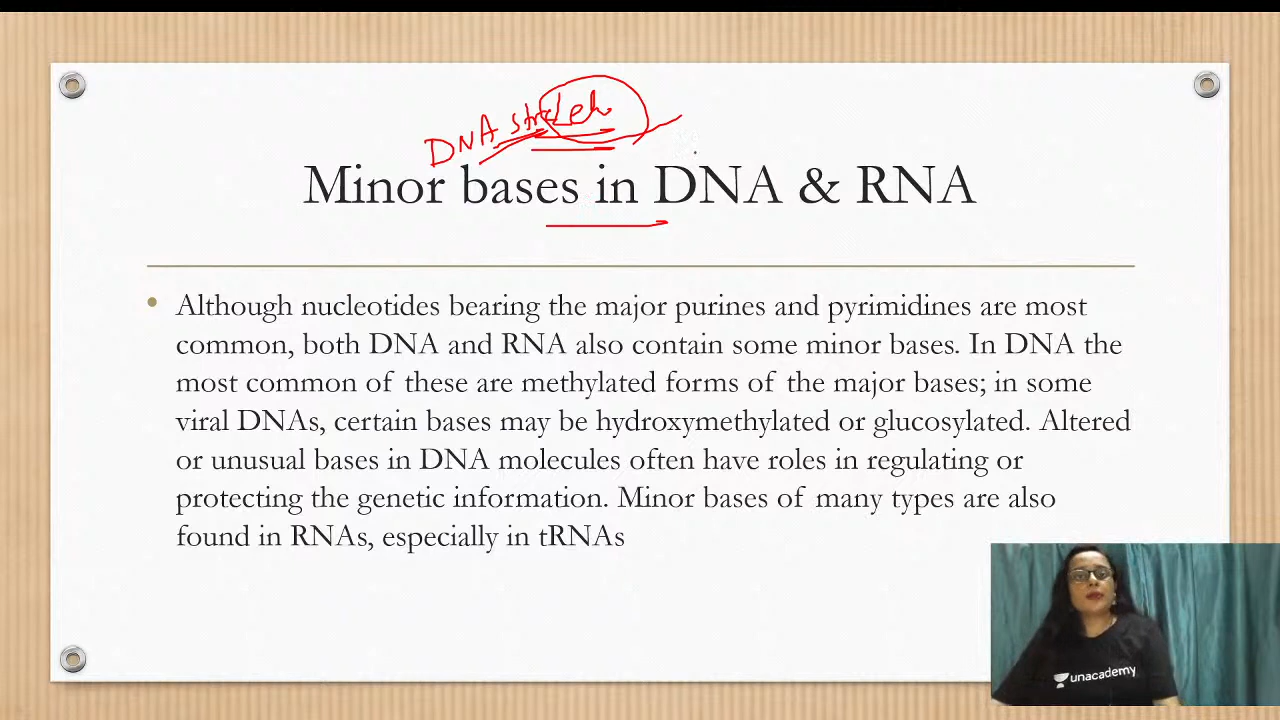 DNA stretch
Minor bases in DNA & RNA
• Although nucleotides bearing the major purines and pyrimidines are most
common, both DNA and RNA also contain some minor bases. In DNA the
most common of these are methylated forms of the major bases; in some
viral DNAs, certain bases may be hydroxymethylated or glucosylated. Altered
or unusual bases in DNA molecules often have roles in regulating or
protecting the genetic information. Minor bases of many types are also
found in RNAs, especially in tRNAs
unacademy